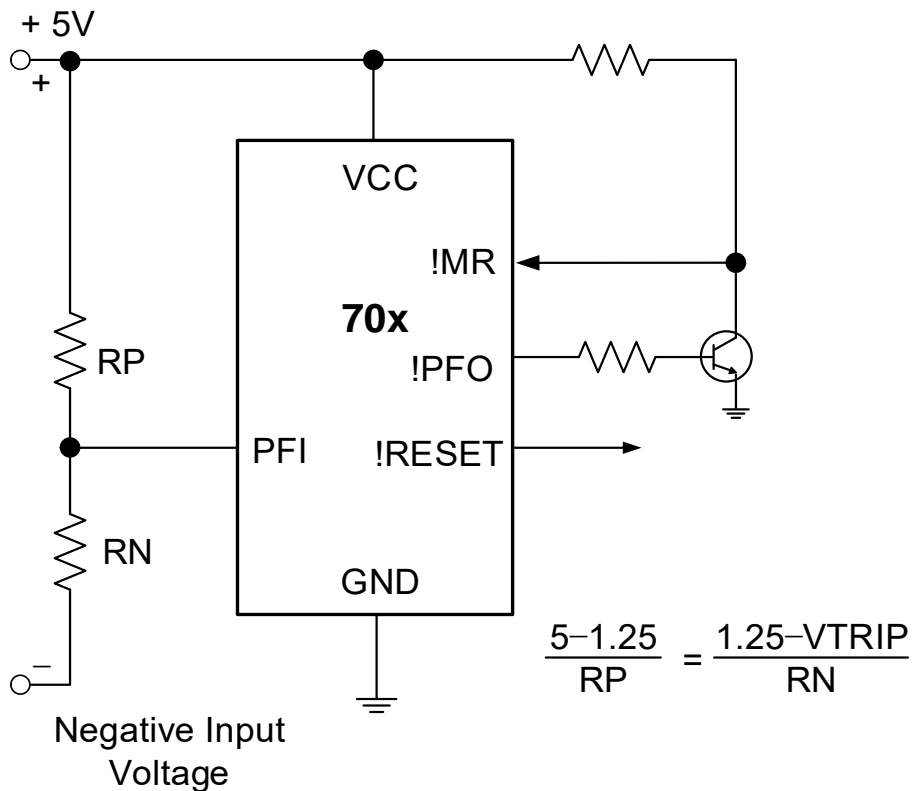 + 5V
+
VCC
!MR
70x
RP
!PFO
PFI
!RESET
RN
GND
5–1.25
RP
=
1.25–VTRIP
RN
–
Negative Input
Voltage